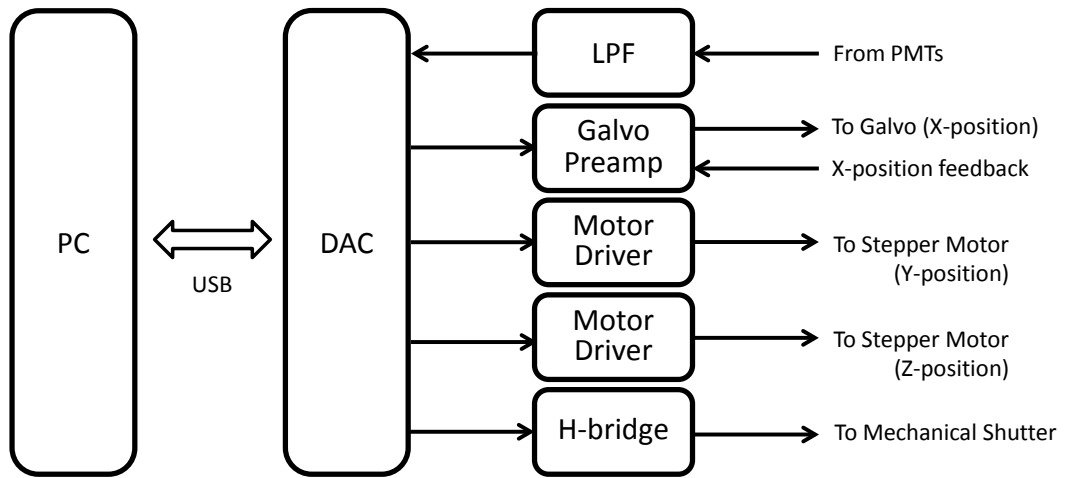 PC
USB
DAC
LPF
From PMTs
Galvo
Preamp
To Galvo (X-position)
X-position feedback
Motor
Driver
To Stepper Motor
(Y-position)
Motor
Driver
To Stepper Motor
(Z-position)
H-bridge
To Mechanical Shutter